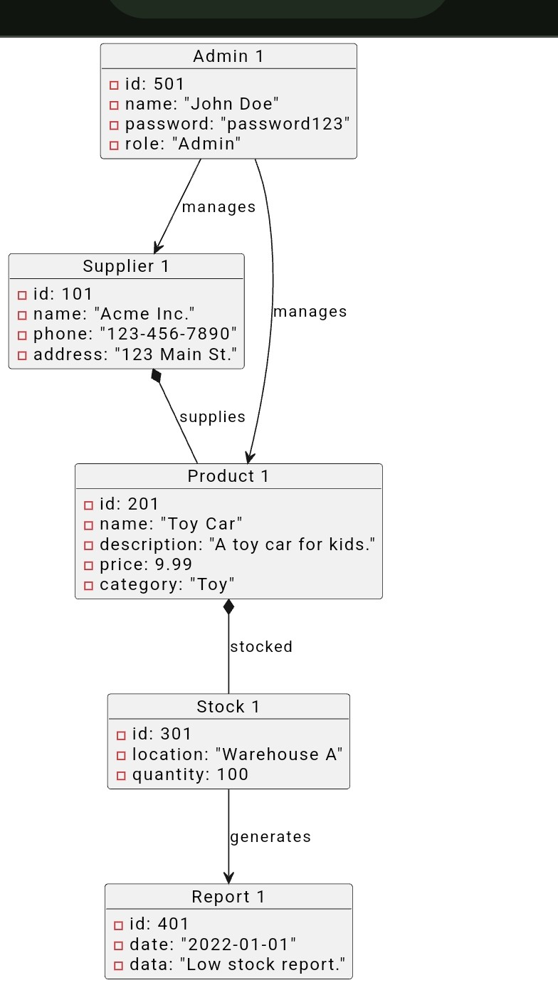 Admin 1
id: 501
name: "John Doe"
password: "password123"
role: "Admin"
manages
Supplier 1
id: 101
name: "Acme Inc."
phone: "123-456-7890"
address: "123 Main St."
manages
supplies
Product 1
id: 201
name: "Toy Car"
description: "A toy car for kids."
price: 9.99
category: "Toy"
stocked
Stock 1
id: 301
location: "Warehouse A"
quantity: 100
generates
Report 1
id: 401
date: "2022-01-01"
data: "Low stock report."